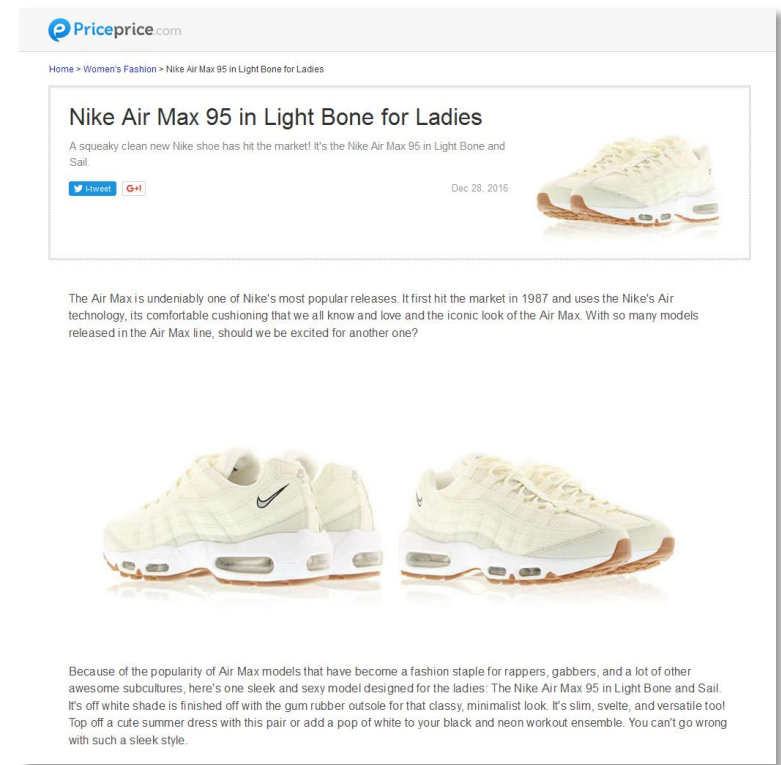 Priceprice.com
Home > Women's Fashion > Nike Air Max 95 in Light Bone for Ladies
Nike Air Max 95 in Light Bone for Ladies
A squeaky clean new Nike shoe has hit the market! It's the Nike Air Max 95 in Light Bone and
Sail.
t-tweet G+1 Dec 28, 2016
The Air Max is undeniably one of Nike's most popular releases. It first hit the market in 1987 and uses the Nike's Air
technology, its comfortable cushioning that we all know and love and the iconic look of the Air Max. With so many models
released in the Air Max line, should we be excited for another one?
Because of the popularity of Air Max models that have become a fashion staple for rappers, gabbers, and a lot of other
awesome subcultures, here's one sleek and sexy model designed for the ladies: The Nike Air Max 95 in Light Bone and Sail.
It's off white shade is finished off with the gum rubber outsole for that classy, minimalist look. It's slim, svelte, and versatile too!
Top off a cute summer dress with this pair or add a pop of white to your black and neon workout ensemble. You can't go wrong
with such a sleek style.